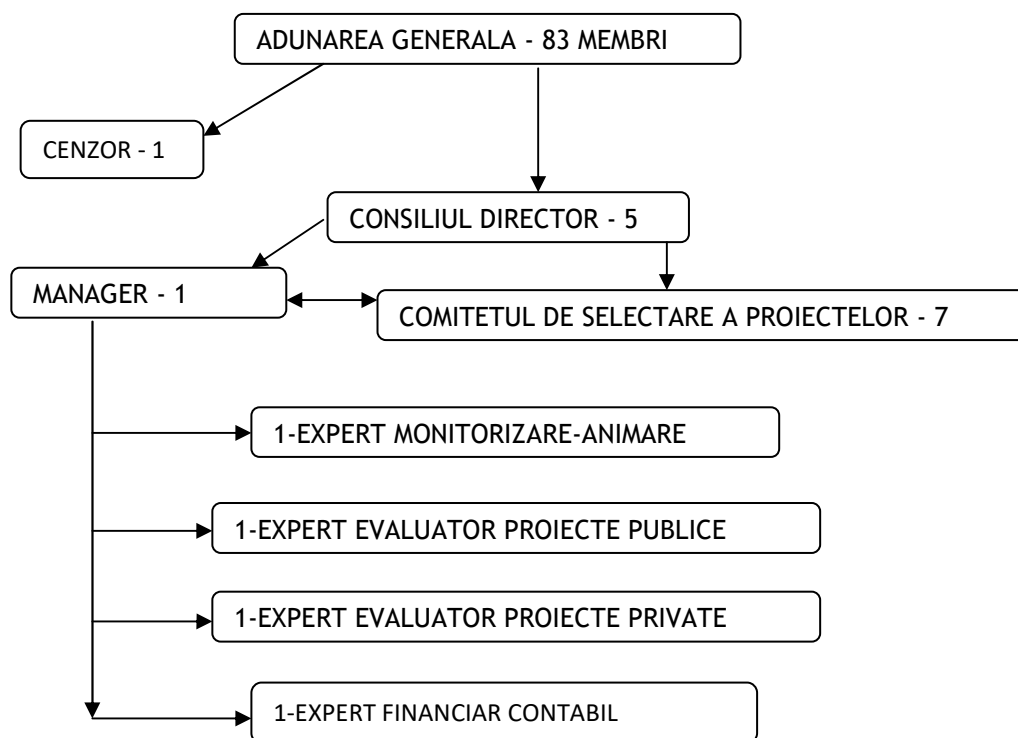 ADUNAREA GENERALA - 83 MEMBRI
CENZOR - 1
CONSILIUL DIRECTOR - 5
MANAGER - 1
COMITETUL DE SELECTARE A PROIECTELOR - 7
1-EXPERT MONITORIZARE-ANIMARE
1-EXPERT EVALUATOR PROIECTE PUBLICE
1-EXPERT EVALUATOR PROIECTE PRIVATE
1-EXPERT FINANCIAR CONTABIL